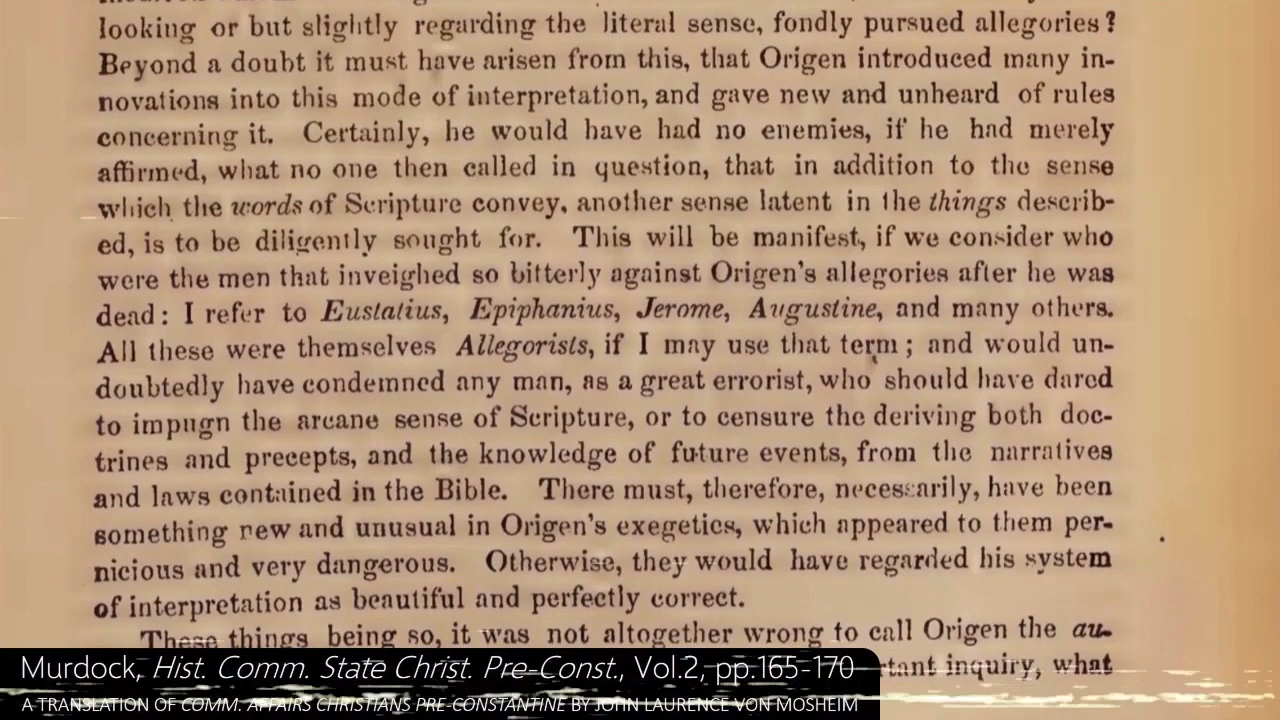 looking or but slightly regarding the literal sense, fondly pursued allegories?
Beyond a doubt it must have arisen from this, that Origen introduced many in-
novations into this mode of interpretation, and gave new and unheard of rules
concerning it. Certainly, he would have had no enemies, if he had merely
affirmed, what no one then called in question, that in addition to the sense
which the words of Scripture convey, another sense latent in the things describ-
ed, is to be diligently sought for. This will be manifest, if we consider who
were the men that inveighed so bitterly against Origen's allegories after he was
dead: I refer to Eustatius, Epiphanius, Jerome, Augustine, and many others.
All these were themselves Allegorists, if I may use that term; and would un-
doubtedly have condemned any man, as a great errorist, who should have dared
to impugn the arcane sense of Scripture, or to censure the deriving both doc-
trines and precepts, and the knowledge of future events, from the narratives
and laws contained in the Bible. There must, therefore, necessarily, have been
something new and unusual in Origen's exegetics, which appeared to them per-
nicious and very dangerous. Otherwise, they would have regarded his system
of interpretation as beautiful and perfectly correct.
These things being so, it was not altogether wrong to call Origen the au-
inquiry, what
Murdock, Hist. Comm. State Christ. Pre-Const., Vol.2, pp.165-170
A TRANSLATION OF COMM. AFFAIRS CHRISTIANS PRE-CONSTANTINE BY JOHN LAURENCE VON MOSHEIM